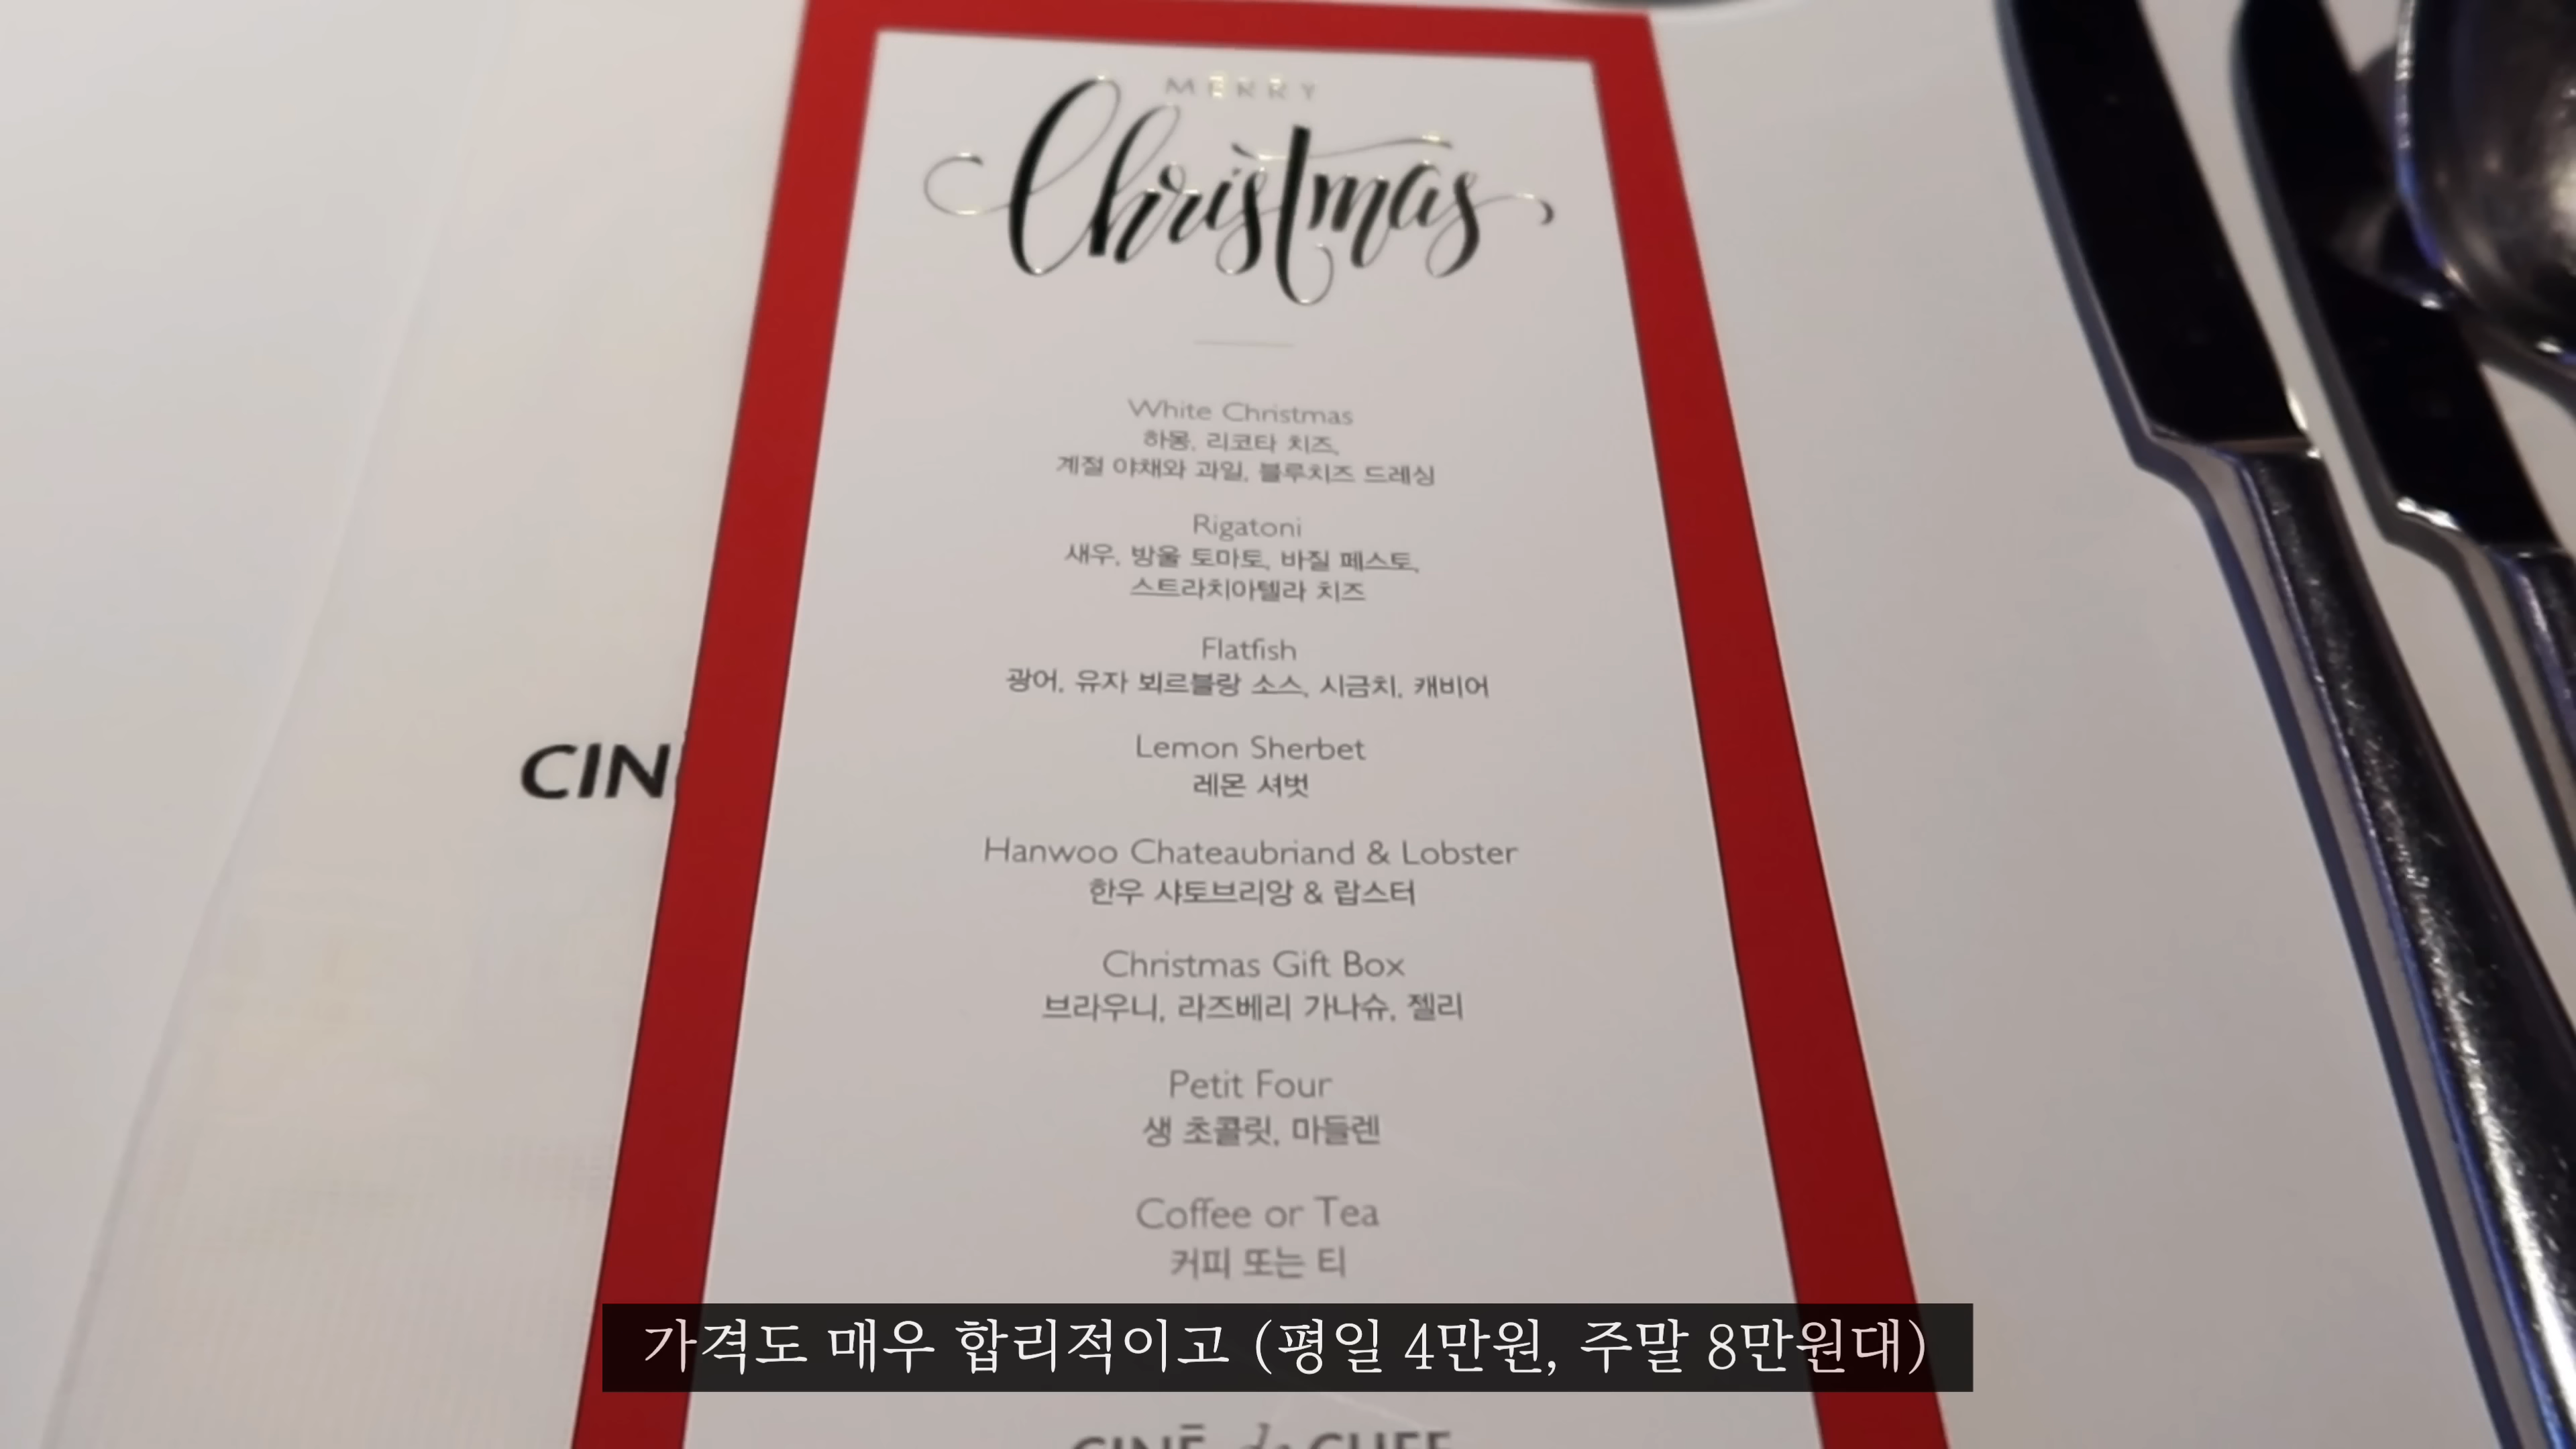 MERRY
Christmas
White Christmas
하몽, 리코타 치즈,
계절 야채와 과일, 블루치즈 드레싱
Rigatoni
새우, 방울 토마토, 바질 페스토,
스트라치아텔라 치즈
Flatfish
광어, 유자 뵈르블랑 소스, 시금치, 캐비어
Lemon Sherbet
레몬 셔벗
CIN
Hanwoo Chateaubriand & Lobster
한우 샤토브리앙 & 랍스터
Christmas Gift Box
브라우니, 라즈베리 가나슈, 젤리
Petit Four
생 초콜릿, 마들렌
Coffee or Tea
커피 또는 티
가격도 매우 합리적이고 (평일 4만원, 주말 8만원대)
CINĒ de CHEF